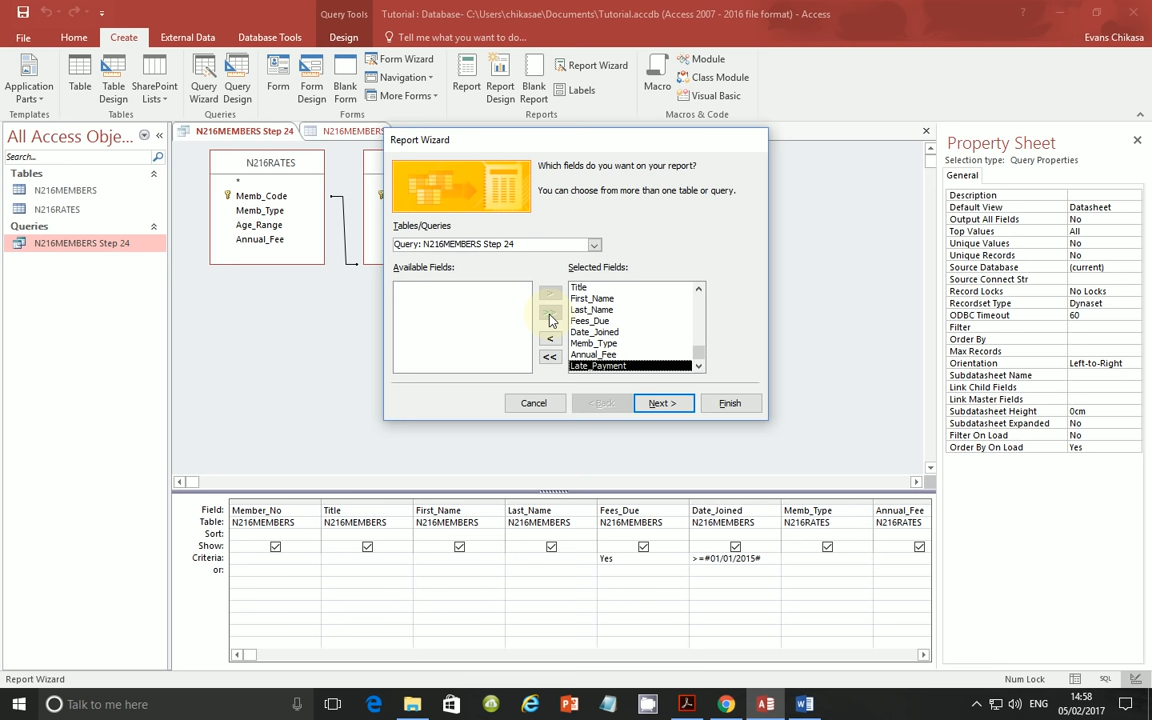 Query Tools
Tutorial : Database- C:\Users\chikasae\Documents\Tutorial.accdb (Access 2007 - 2016 file format) - Access
File Home Create External Data Database Tools Design Tell me what you want to do...
Evans Chikasa
Application Parts
Table
Table Design
SharePoint Lists
Query Wizard
Query Design
Form
Form Design
Blank Form
Form Wizard
Navigation
More Forms
Report
Report Design
Blank Report
Report Wizard
Labels
Macro
Module
Class Module
Visual Basic
Templates Tables Queries Forms Reports Macros & Code
All Access Obje...
Search...
Tables
N216MEMBERS
N216RATES
Queries
N216MEMBERS Step 24
N216MEMBERS Step 24
N216MEMBERS
N216RATES
*
Memb_Code
Memb_Type
Age_Range
Annual_Fee
Report Wizard
Which fields do you want on your report?
You can choose from more than one table or query.
Tables/Queries
Query: N216MEMBERS Step 24
Available Fields:
Selected Fields:
>
>>
<
<<
Title
First_Name
Last_Name
Fees_Due
Date_Joined
Memb_Type
Annual_Fee
Late_Payment
Cancel < Back Next > Finish
Property Sheet
Selection type: Query Properties
General
Description
Default View Datasheet
Output All Fields No
Top Values All
Unique Values No
Unique Records No
Source Database (current)
Source Connect Str
Record Locks No Locks
Recordset Type Dynaset
ODBC Timeout 60
Filter
Order By
Max Records
Orientation Left-to-Right
Subdatasheet Name
Link Child Fields
Link Master Fields
Subdatasheet Height 0cm
Subdatasheet Expanded No
Filter On Load No
Order By On Load Yes
Field: Member_No Title First_Name Last_Name Fees_Due Date_Joined Memb_Type Annual_Fee
Table: N216MEMBERS N216MEMBERS N216MEMBERS N216MEMBERS N216MEMBERS N216MEMBERS N216RATES N216RATES
Sort:
Show:
Criteria: Yes >=#01/01/2015#
or:
Report Wizard
Num Lock
SQL
Talk to me here
ENG
14:58
05/02/2017